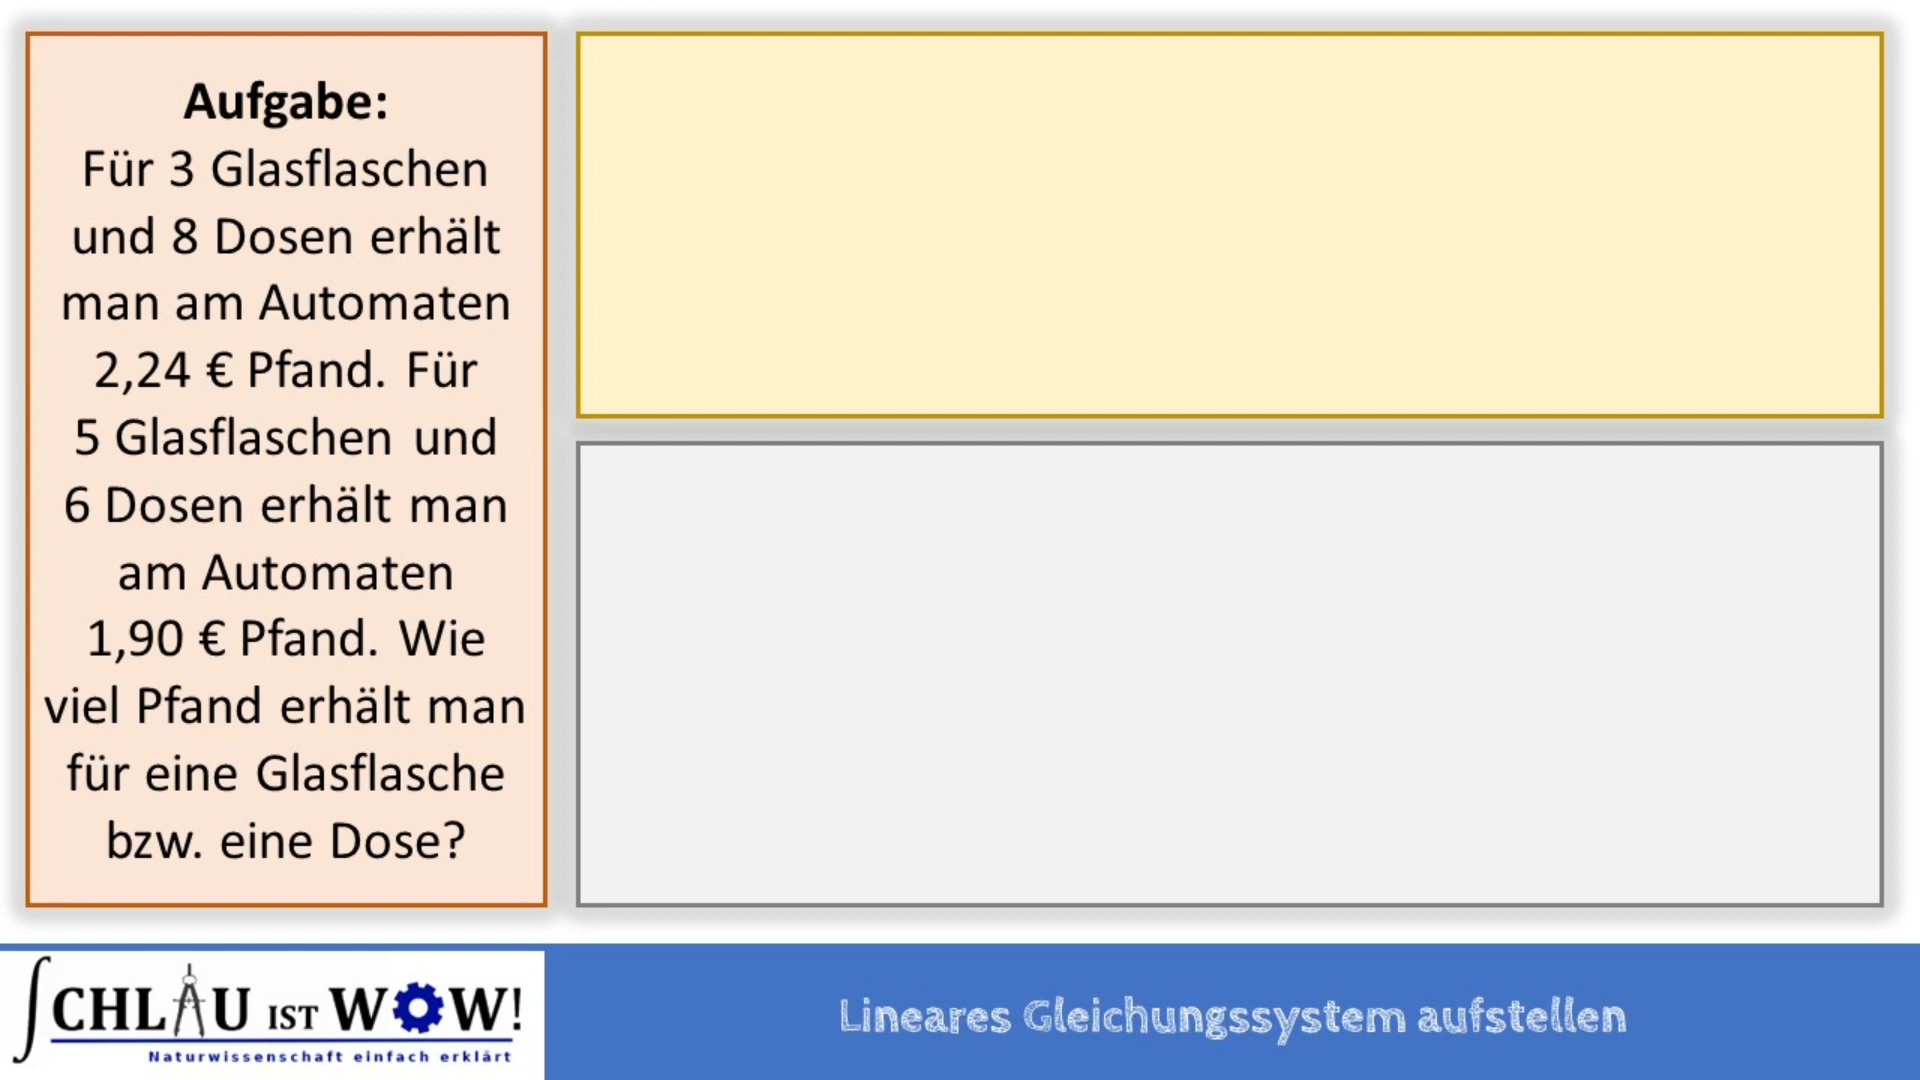 Aufgabe:
Für 3 Glasflaschen
und 8 Dosen erhält
man am Automaten
2,24 € Pfand. Für
5 Glasflaschen und
6 Dosen erhält man
am Automaten
1,90 € Pfand. Wie
viel Pfand erhält man
für eine Glasflasche
bzw. eine Dose?
SCHLAU IST WOW!
Naturwissenschaft einfach erklärt
Lineares Gleichungssystem aufstellen